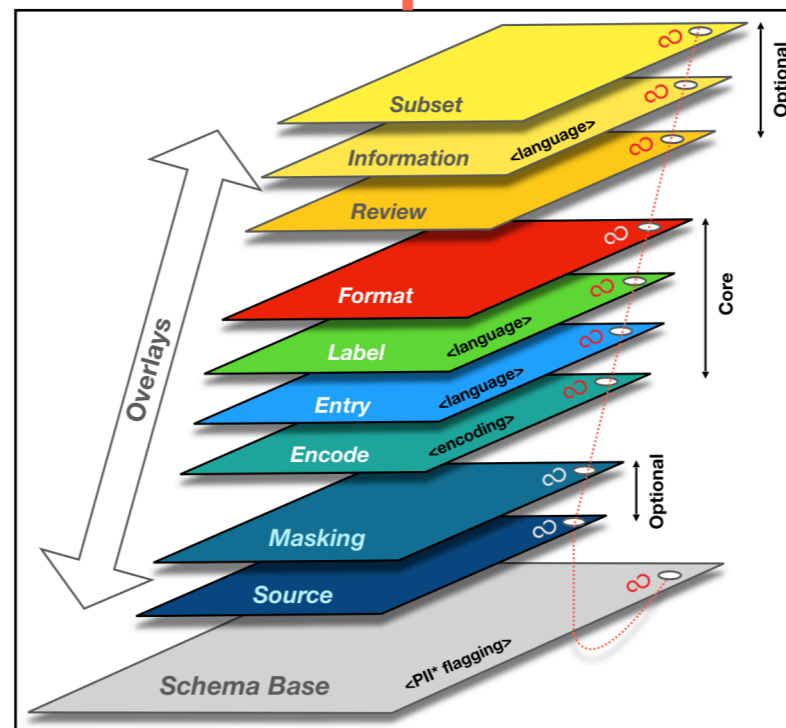 Subset
Optional
Information
<language>
Review
Format
Core
Label
<language>
Entry
<language>
Encode
<encoding>
Overlays
Masking
Optional
Source
Schema Base
<PII* flagging>